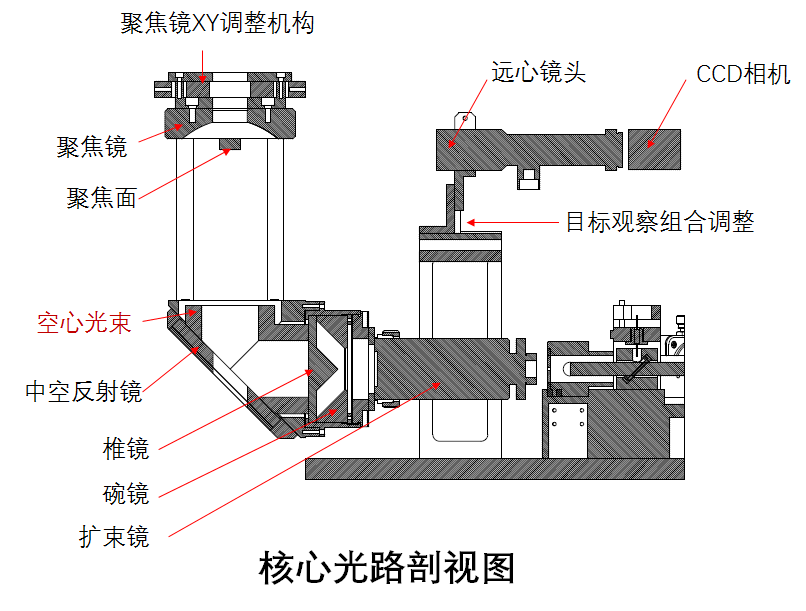 聚焦镜XY调整机构
远心镜头
CCD相机
聚焦镜
聚焦面
目标观察组合调整
空心光束
中空反射镜
椎镜
碗镜
扩束镜
核心光路剖视图